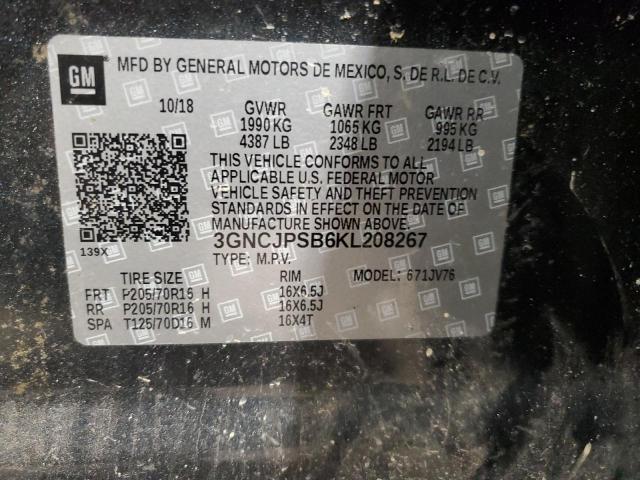 GM MFD BY GENERAL MOTORS DE MEXICO, S. DE R.L. DE C.V.
10/18 GVWR GAWR FRT GAWR RR
1990 KG 1065 KG 995 KG
4387 LB 2348 LB 2194 LB
THIS VEHICLE CONFORMS TO ALL
APPLICABLE U.S. FEDERAL MOTOR
VEHICLE SAFETY AND THEFT PREVENTION
STANDARDS IN EFFECT ON THE DATE OF
MANUFACTURE SHOWN ABOVE.
139X 3GNCJPSB6KL208267
TYPE: M.P.V.
TIRE SIZE RIM MODEL: 671JV76
FRT P205/70R16 H 16X6.5J
RR P205/70R16 H 16X6.5J
SPA T125/70D16 M 16X4T